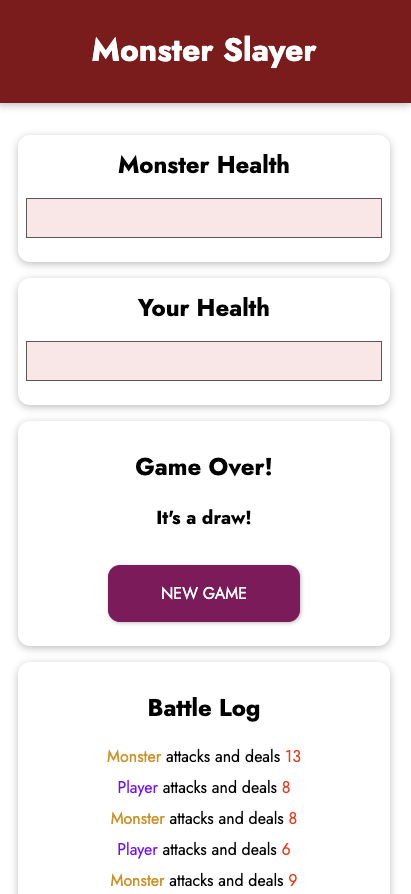 Monster Slayer
Monster Health
Your Health
Game Over!
It's a draw!
NEW GAME
Battle Log
Monster attacks and deals 13
Player attacks and deals 8
Monster attacks and deals 8
Player attacks and deals 6
Monster attacks and deals 9